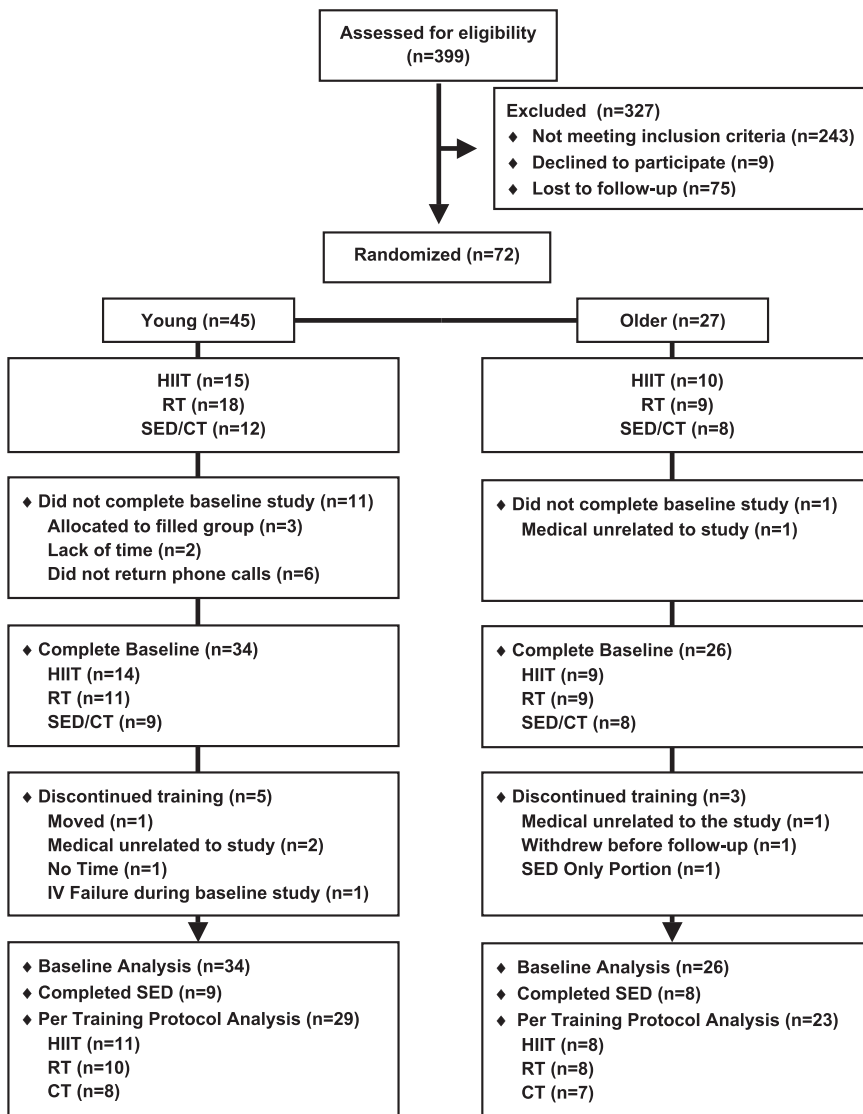 Assessed for eligibility
(n=399)
Excluded (n=327)
♦ Not meeting inclusion criteria (n=243)
♦ Declined to participate (n=9)
♦ Lost to follow-up (n=75)
Randomized (n=72)
Young (n=45)
Older (n=27)
HIIT (n=15)
RT (n=18)
SED/CT (n=12)
HIIT (n=10)
RT (n=9)
SED/CT (n=8)
♦ Did not complete baseline study (n=11)
Allocated to filled group (n=3)
Lack of time (n=2)
Did not return phone calls (n=6)
♦ Did not complete baseline study (n=1)
Medical unrelated to study (n=1)
♦ Complete Baseline (n=34)
HIIT (n=14)
RT (n=11)
SED/CT (n=9)
♦ Complete Baseline (n=26)
HIIT (n=9)
RT (n=9)
SED/CT (n=8)
♦ Discontinued training (n=5)
Moved (n=1)
Medical unrelated to study (n=2)
No Time (n=1)
IV Failure during baseline study (n=1)
♦ Discontinued training (n=3)
Medical unrelated to the study (n=1)
Withdrew before follow-up (n=1)
SED Only Portion (n=1)
♦ Baseline Analysis (n=34)
♦ Completed SED (n=9)
♦ Per Training Protocol Analysis (n=29)
HIIT (n=11)
RT (n=10)
CT (n=8)
♦ Baseline Analysis (n=26)
♦ Completed SED (n=8)
♦ Per Training Protocol Analysis (n=23)
HIIT (n=8)
RT (n=8)
CT (n=7)